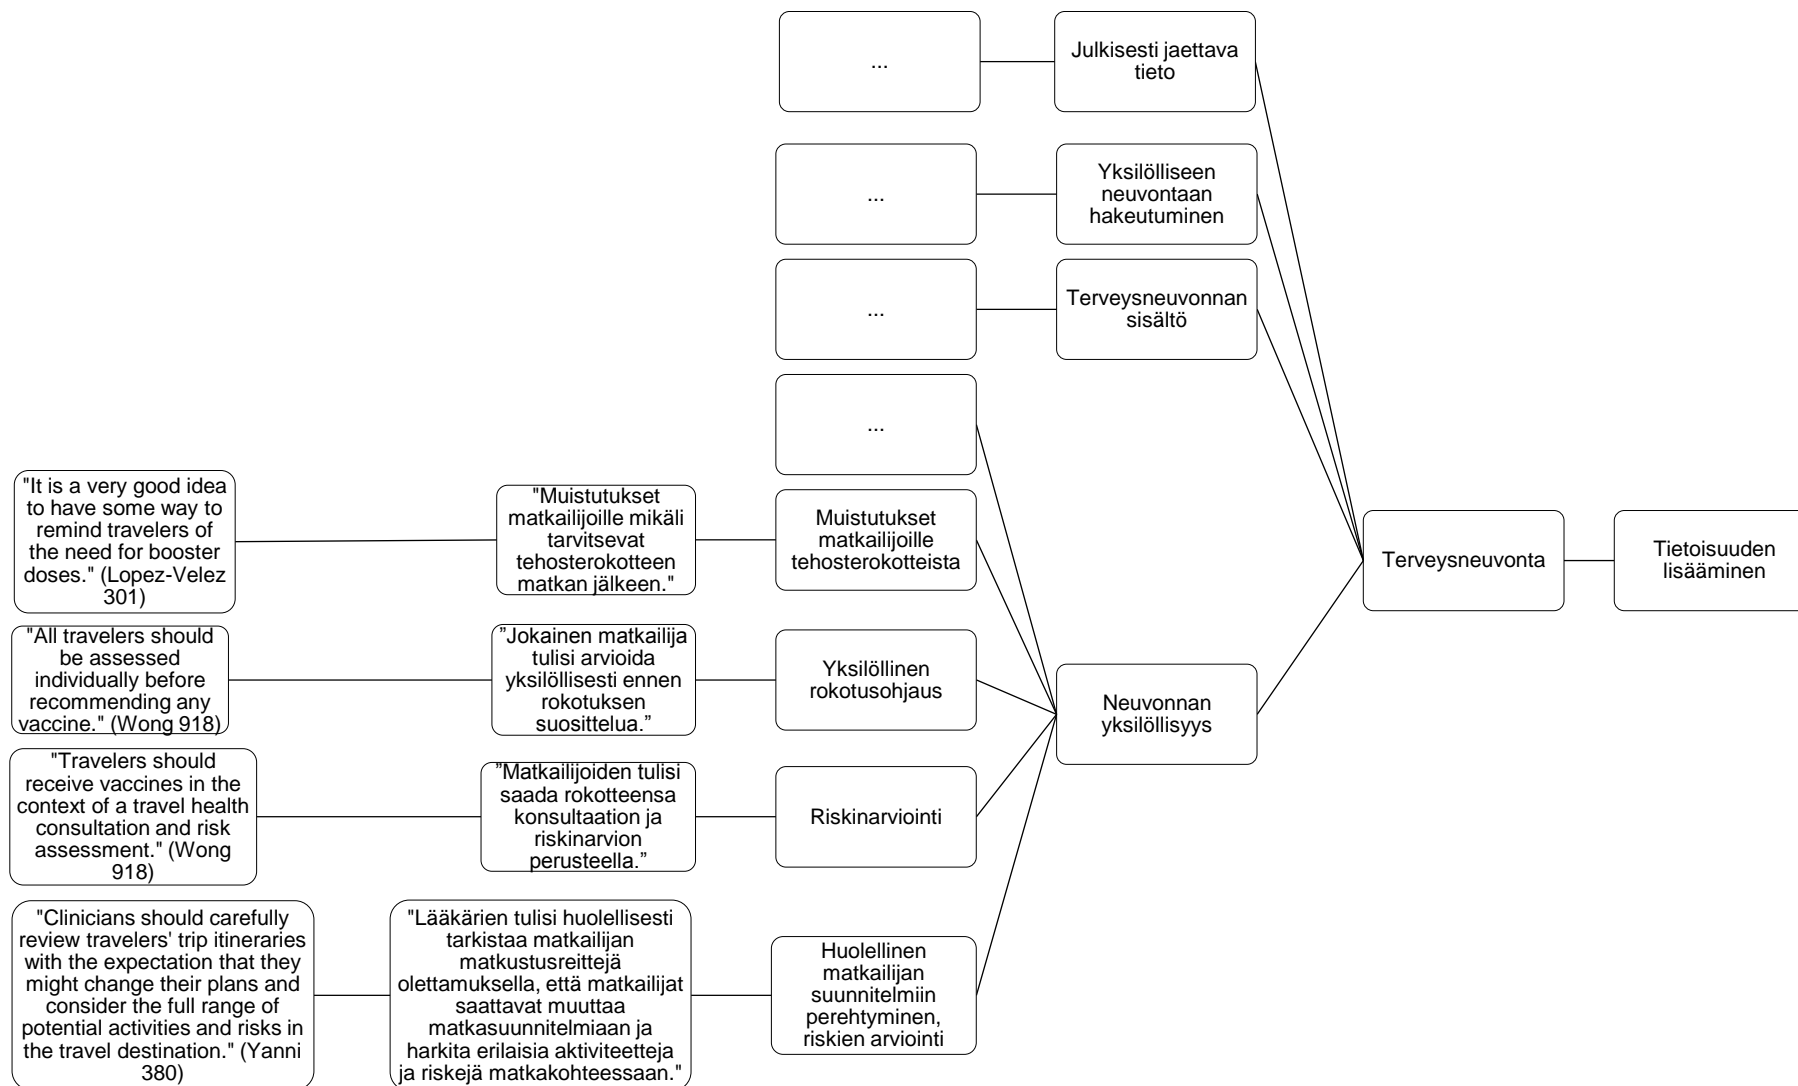 ...
Julkisesti jaettava
tieto
...
Yksilölliseen
neuvontaan
hakeutuminen
...
Terveysneuvonnan
sisältö
...
"It is a very good idea
to have some way to
remind travelers of
the need for booster
doses." (Lopez-Velez
301)
"Muistutukset
matkailijoille mikäli
tarvitsevat
tehosterokotteen
matkan jälkeen."
Muistutukset
matkailijoille
tehosterokotteista
Terveysneuvonta
Tietoisuuden
lisääminen
"All travelers should
be assessed
individually before
recommending any
vaccine." (Wong 918)
”Jokainen matkailija
tulisi arvioida
yksilöllisesti ennen
rokotuksen
suosittelua.”
Yksilöllinen
rokotusohjaus
Neuvonnan
yksilöllisyys
"Travelers should
receive vaccines in the
context of a travel health
consultation and risk
assessment." (Wong
918)
”Matkailijoiden tulisi
saada rokotteensa
konsultaation ja
riskinarvion
perusteella.”
Riskinarviointi
"Clinicians should carefully
review travelers' trip itineraries
with the expectation that they
might change their plans and
consider the full range of
potential activities and risks in
the travel destination." (Yanni
380)
"Lääkärien tulisi huolellisesti
tarkistaa matkailijan
matkustusreittejä
olettamuksella, että matkailijat
saattavat muuttaa
matkasuunnitelmiaan ja
harkita erilaisia aktiviteetteja
ja riskejä matkakohteessaan."
Huolellinen
matkailijan
suunnitelmiin
perehtyminen,
riskien arviointi